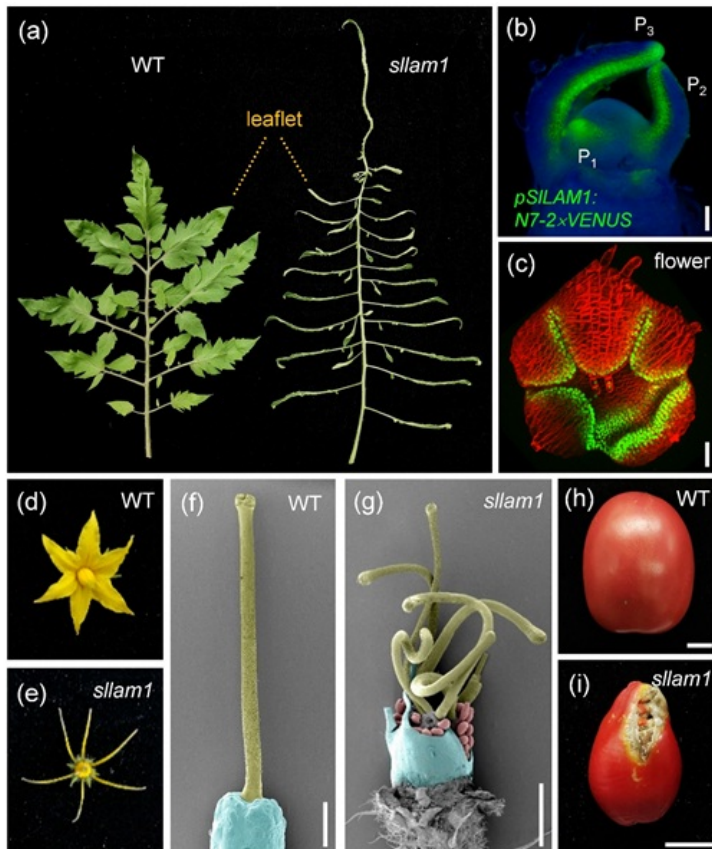 (a)
WT
sllam1
leaflet
(b)
P3
P2
P1
pSlLAM1:
N7-2×VENUS
(c)
flower
(d)
WT
(e)
sllam1
(f)
WT
(g)
sllam1
(h)
WT
(i)
sllam1